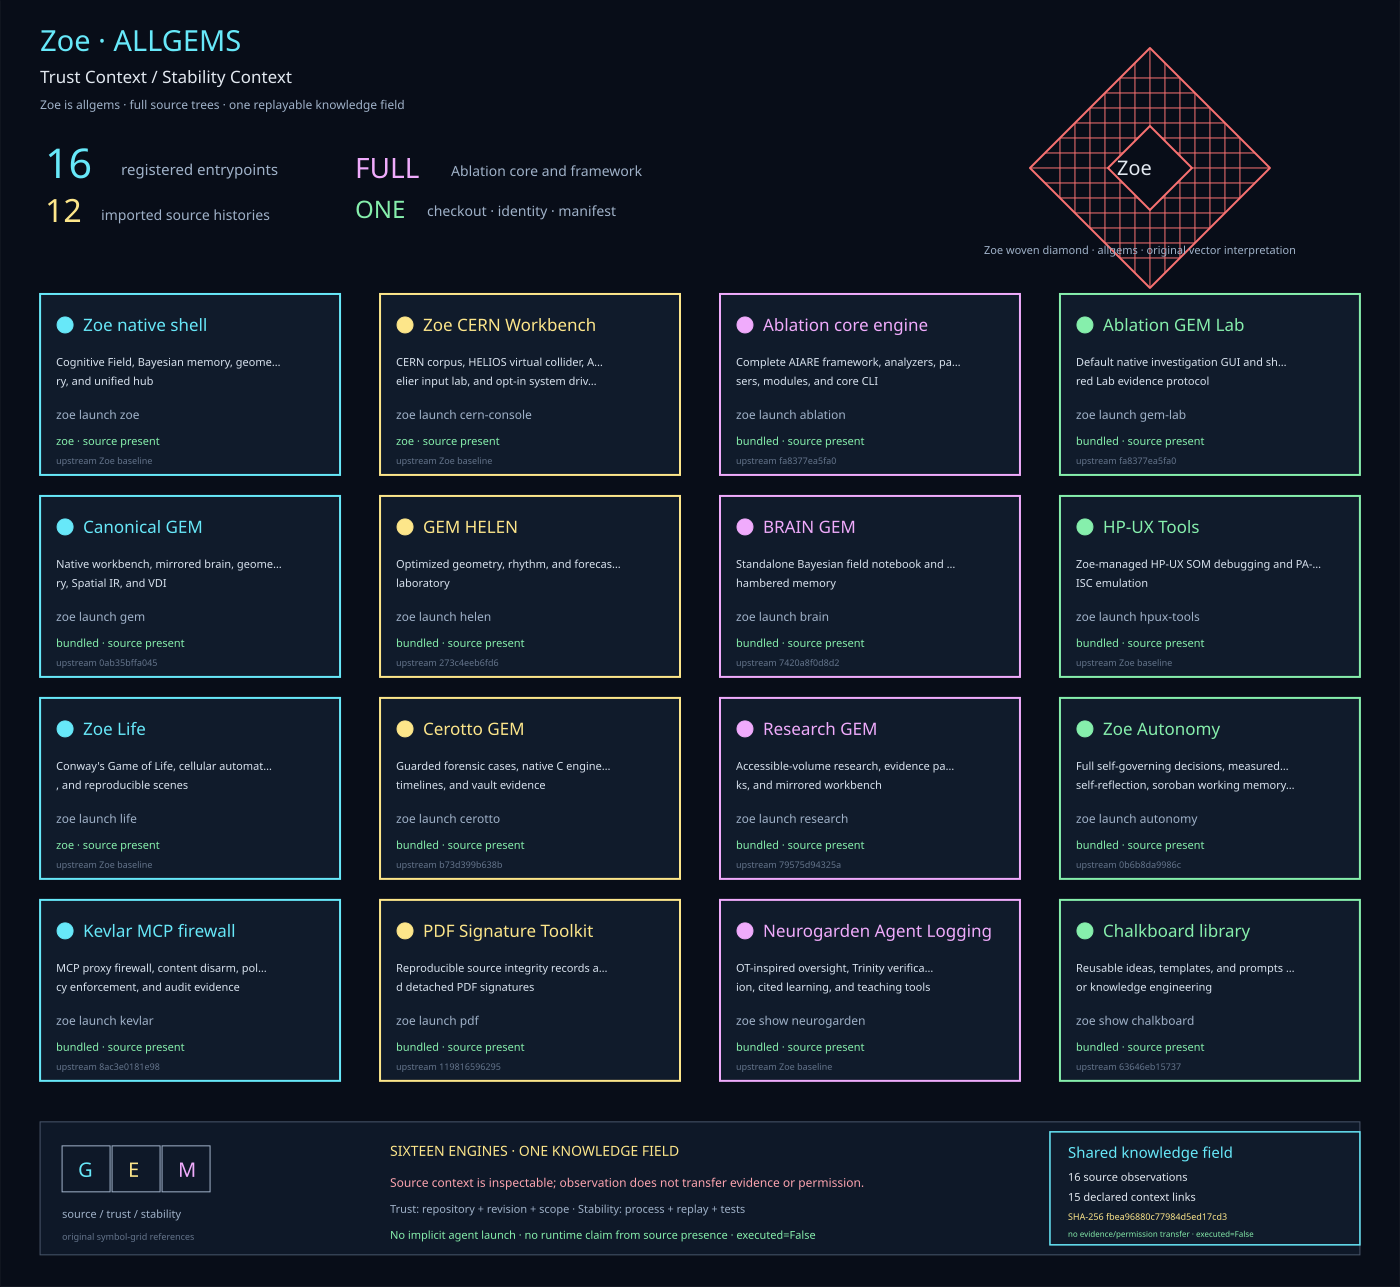 Zoe · ALLGEMS
Trust Context / Stability Context
Zoe is allgems · full source trees · one replayable knowledge field
16 registered entrypoints
FULL Ablation core and framework
12 imported source histories
ONE checkout · identity · manifest
Zoe
Zoe woven diamond · allgems · original vector interpretation
Zoe native shell
Cognitive Field, Bayesian memory, geome...
ry, and unified hub
zoe launch zoe
zoe · source present
upstream Zoe baseline
Zoe CERN Workbench
CERN corpus, HELIOS virtual collider, A...
elier input lab, and opt-in system driv...
zoe launch cern-console
zoe · source present
upstream Zoe baseline
Ablation core engine
Complete AIARE framework, analyzers, pa...
sers, modules, and core CLI
zoe launch ablation
bundled · source present
upstream fa8377ea5fa0
Ablation GEM Lab
Default native investigation GUI and sh...
red Lab evidence protocol
zoe launch gem-lab
bundled · source present
upstream fa8377ea5fa0
Canonical GEM
Native workbench, mirrored brain, geome...
ry, Spatial IR, and VDI
zoe launch gem
bundled · source present
upstream 0ab35bffa045
GEM HELEN
Optimized geometry, rhythm, and forecas...
laboratory
zoe launch helen
bundled · source present
upstream 273c4eeb6fd6
BRAIN GEM
Standalone Bayesian field notebook and ...
hambered memory
zoe launch brain
bundled · source present
upstream 7420a8f0d8d2
HP-UX Tools
Zoe-managed HP-UX SOM debugging and PA-...
ISC emulation
zoe launch hpux-tools
bundled · source present
upstream Zoe baseline
Zoe Life
Conway's Game of Life, cellular automat...
, and reproducible scenes
zoe launch life
zoe · source present
upstream Zoe baseline
Cerotto GEM
Guarded forensic cases, native C engine...
timelines, and vault evidence
zoe launch cerotto
bundled · source present
upstream b73d399b638b
Research GEM
Accessible-volume research, evidence pa...
ks, and mirrored workbench
zoe launch research
bundled · source present
upstream 79575d94325a
Zoe Autonomy
Full self-governing decisions, measured...
self-reflection, soroban working memory...
zoe launch autonomy
bundled · source present
upstream 0b6b8da9986c
Kevlar MCP firewall
MCP proxy firewall, content disarm, pol...
cy enforcement, and audit evidence
zoe launch kevlar
bundled · source present
upstream 8ac3e0181e98
PDF Signature Toolkit
Reproducible source integrity records a...
d detached PDF signatures
zoe launch pdf
bundled · source present
upstream 119816596295
Neurogarden Agent Logging
OT-inspired oversight, Trinity verifica...
ion, cited learning, and teaching tools
zoe show neurogarden
bundled · source present
upstream Zoe baseline
Chalkboard library
Reusable ideas, templates, and prompts ...
or knowledge engineering
zoe show chalkboard
bundled · source present
upstream 63646eb15737
G E M
source / trust / stability
original symbol-grid references
SIXTEEN ENGINES · ONE KNOWLEDGE FIELD
Source context is inspectable; observation does not transfer evidence or permission.
Trust: repository + revision + scope · Stability: process + replay + tests
No implicit agent launch · no runtime claim from source presence · executed=False
Shared knowledge field
16 source observations
15 declared context links
SHA-256 fbea96880c77984d5ed17cd3
no evidence/permission transfer · executed=False